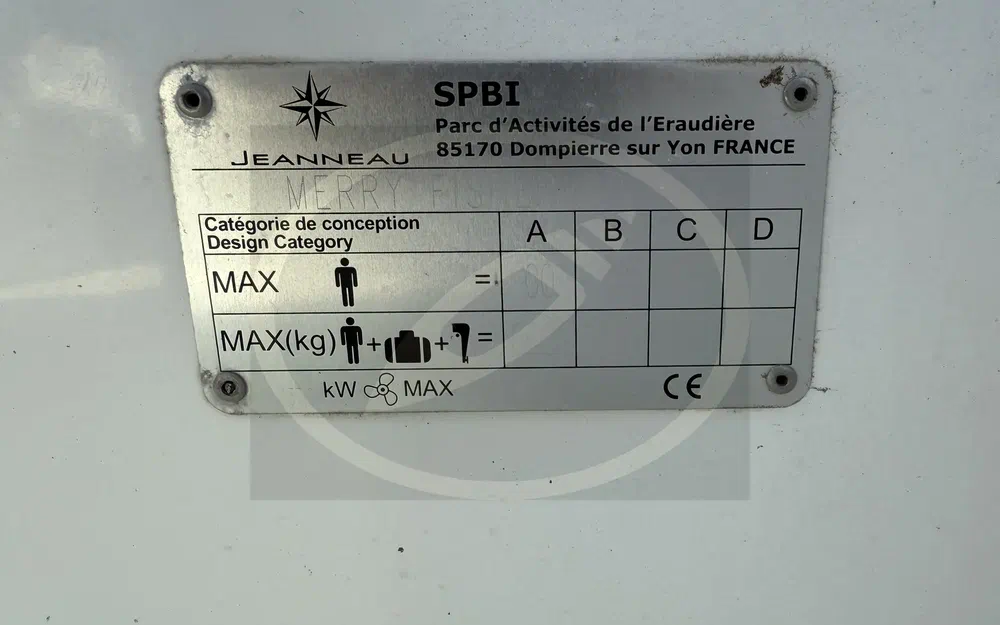 JEANNEAU
SPBI
Parc d'Activités de l'Eraudière
85170 Dompierre sur Yon FRANCE
MERRY
Catégorie de conception
Design Category
A B C D
MAX =
MAX(kg) + + =
kW MAX CE